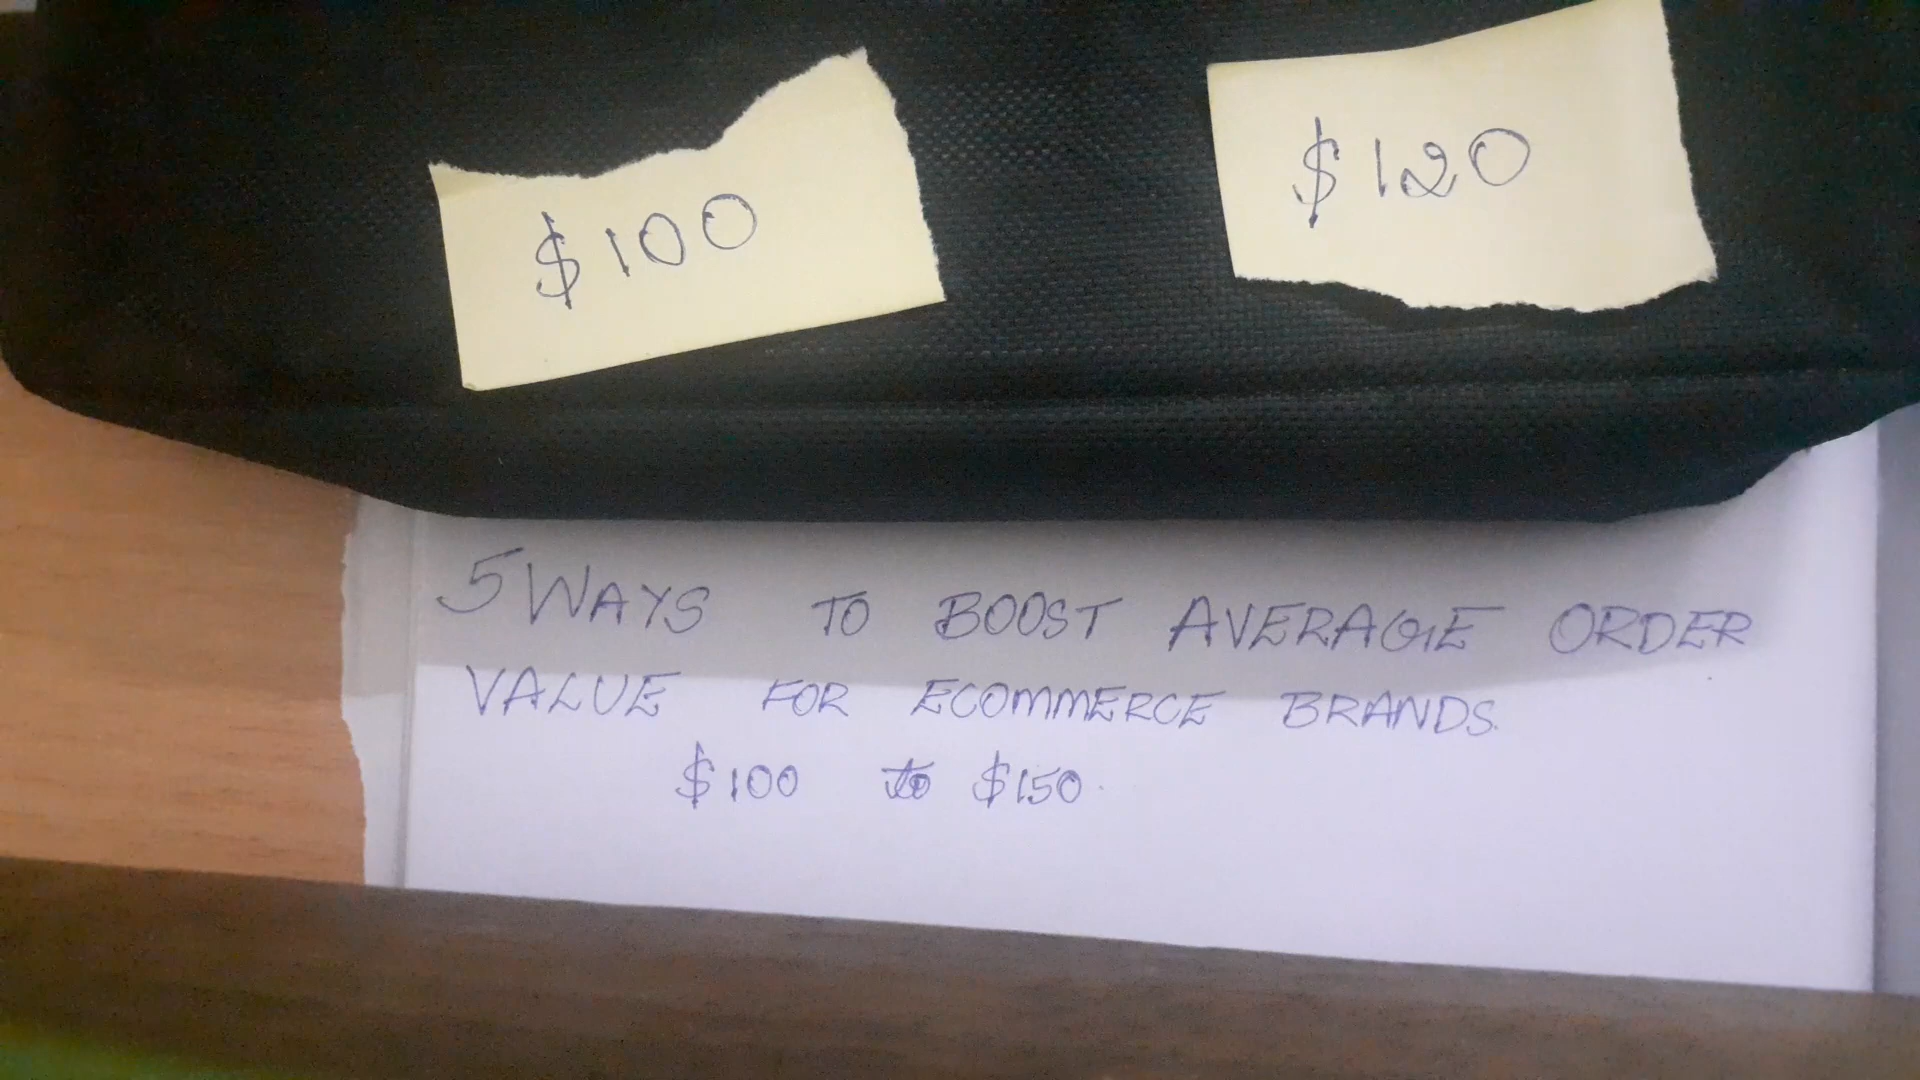 $100
$120
5 WAYS TO BOOST AVERAGE ORDER
VALUE FOR ECOMMERCE BRANDS.
$100 to $150.